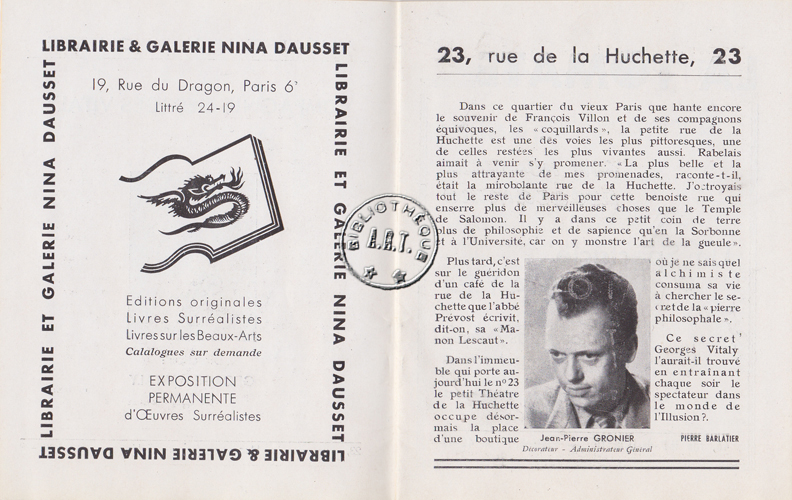 LIBRAIRIE & GALERIE NINA DAUSSET
LIBRAIRIE ET GALERIE NINA DAUSSET
LIBRAIRIE & GALERIE NINA DAUSSET
LIBRAIRIE ET GALERIE NINA DAUSSET
19, Rue du Dragon, Paris 6ᵉ
Littré 24-19
Editions originales
Livres Surréalistes
Livres sur les Beaux-Arts
Catalogues sur demande
EXPOSITION
PERMANENTE
d'Œuvres Surréalistes
BIBLIOTHÈQUE
A.R.T.
23, rue de la Huchette, 23
Dans ce quartier du vieux Paris que hante encore
le souvenir de François Villon et de ses compagnons
équivoques, les « coquillards », la petite rue de la
Huchette est une des voies les plus pittoresques, une
de celles restées les plus vivantes aussi. Rabelais
aimait à venir s'y promener. « La plus belle et la
plus attrayante de mes promenades, raconte-t-il,
était la mirobolante rue de la Huchette. J'octroyais
tout le reste de Paris pour cette benoiste rue qui
enserre plus de merveilleuses choses que le Temple
de Salomon. Il y a dans ce petit coin de terre
plus de philosophie et de sapience qu'en la Sorbonne
et à l'Université, car on y monstre l'art de la gueule ».
Plus tard, c'est
sur le guéridon
d'un café de la
rue de la Hu-
chette que l'abbé
Prévost écrivit,
dit-on, sa « Ma-
non Lescaut ».
Dans l'immeu-
ble qui porte au-
jourd'hui le nº 23
le petit Théâtre
de la Huchette
occupe désor-
mais la place
d'une boutique
où je ne sais quel
alchimiste
consuma sa vie
à chercher le se-
cret de la « pierre
philosophale ».
Ce secret
Georges Vitaly
l'aurait-il trouvé
en entraînant
chaque soir le
spectateur dans
le monde de
l'Illusion ?.
Jean-Pierre GRONIER
Décorateur - Administrateur Général
PIERRE BARLATIER